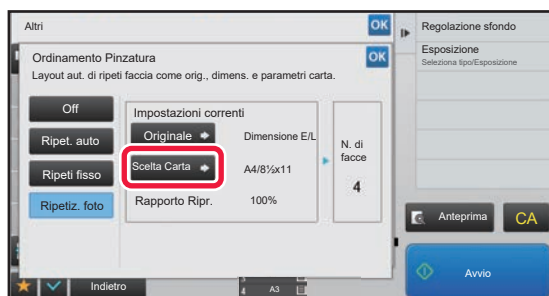 Altri
OK
Regolazione sfondo
Esposizione
Seleziona tipo/Esposizione
Ordinamento Pinzatura
OK
Layout aut. di ripeti faccia come orig., dimens. e parametri carta.
Off
Ripet. auto
Ripeti fisso
Ripetiz. foto
Impostazioni correnti
Originale
Dimensione E/L
Scelta Carta
A4/8½x11
Rapporto Ripr.
100%
N. di
facce
4
Anteprima
CA
Avvio
Indietro
4
A3